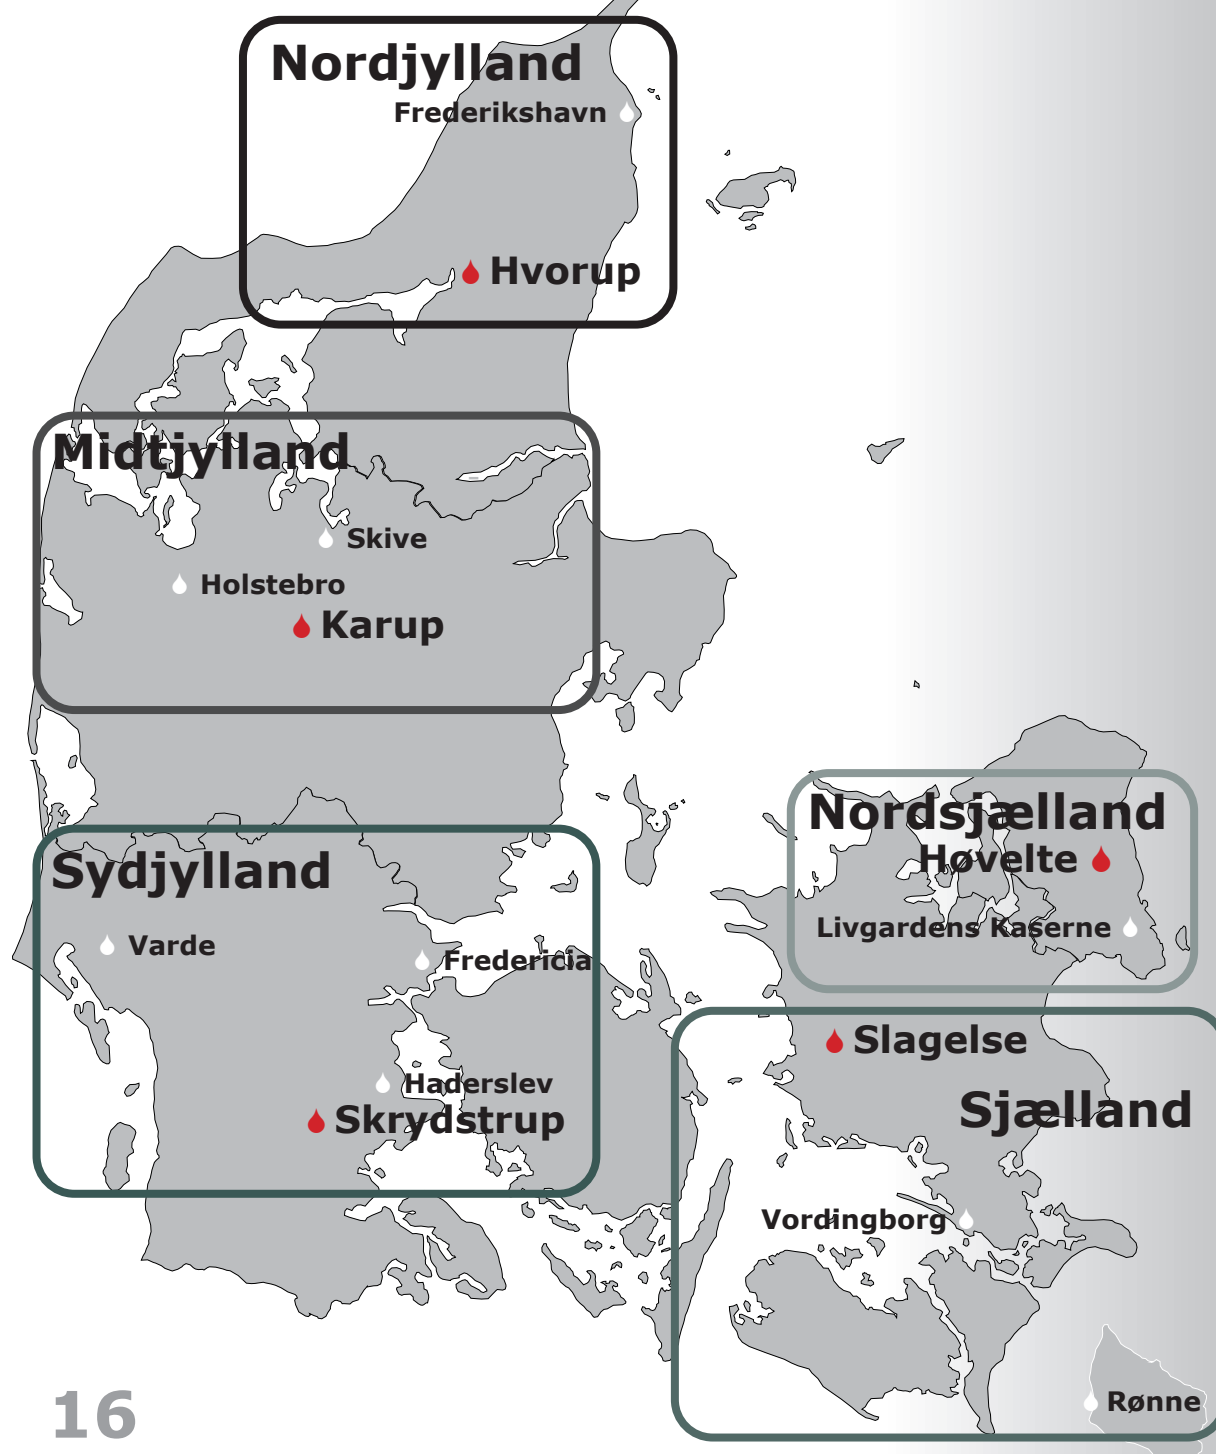 Nordjylland
Frederikshavn
Hvorup
Midtjylland
Skive
Holstebro
Karup
Nordsjælland
Høvelte
Livgardens Kaserne
Sydjylland
Varde
Fredericia
Haderslev
Skrydstrup
Slagelse
Sjælland
Vordingborg
Rønne
16